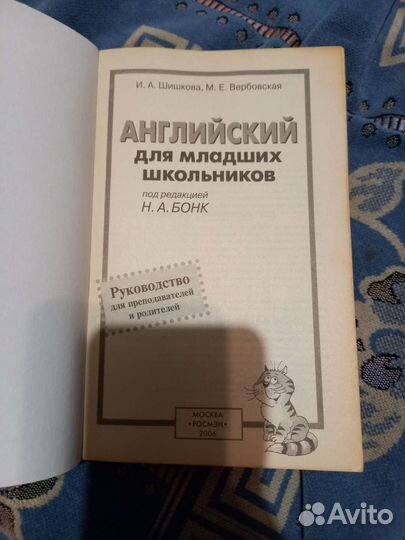 И. А. Шишкова, М. Е. Вербовская
АНГЛИЙСКИЙ
для младших
школьников
под редакцией
Н. А. БОНК
Руководство
для преподавателей
и родителей
МОСКВА
•РОСМЭН•
2006
Avito